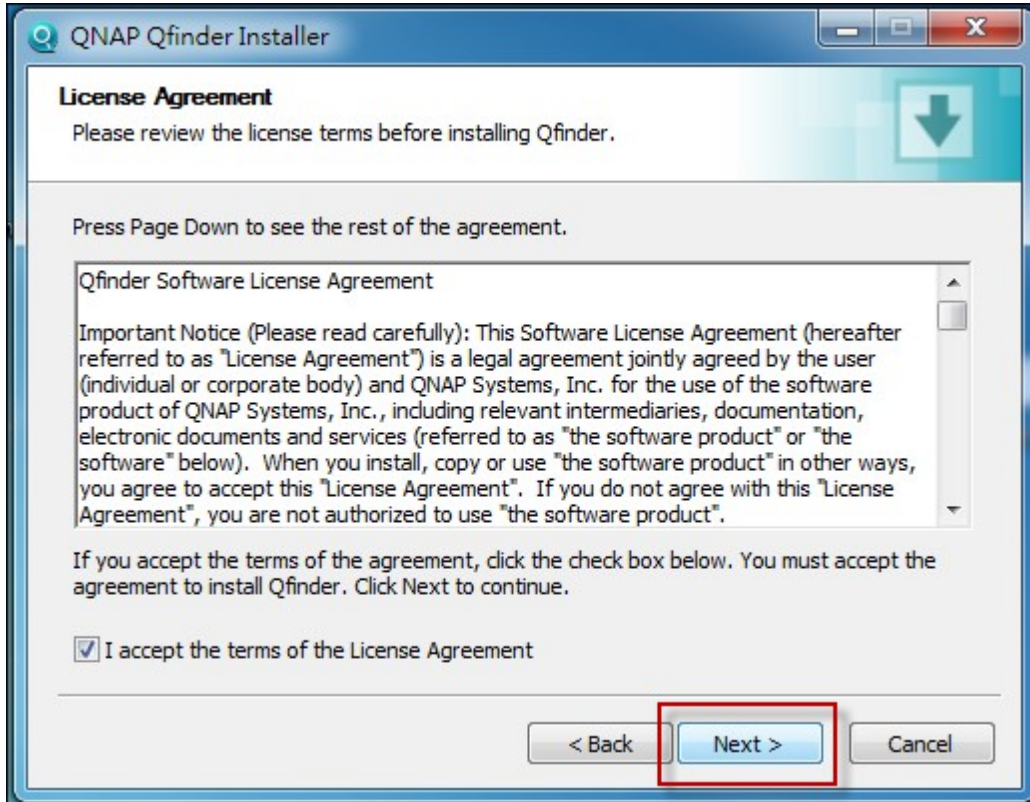 QNAP Qfinder Installer
License Agreement
Please review the license terms before installing Qfinder.
Press Page Down to see the rest of the agreement.
Qfinder Software License Agreement
Important Notice (Please read carefully): This Software License Agreement (hereafter
referred to as "License Agreement") is a legal agreement jointly agreed by the user
(individual or corporate body) and QNAP Systems, Inc. for the use of the software
product of QNAP Systems, Inc., including relevant intermediaries, documentation,
electronic documents and services (referred to as "the software product" or "the
software" below).  When you install, copy or use "the software product" in other ways,
you agree to accept this "License Agreement".  If you do not agree with this "License
Agreement", you are not authorized to use "the software product".
If you accept the terms of the agreement, click the check box below. You must accept the
agreement to install Qfinder. Click Next to continue.
I accept the terms of the License Agreement
< Back
Next >
Cancel